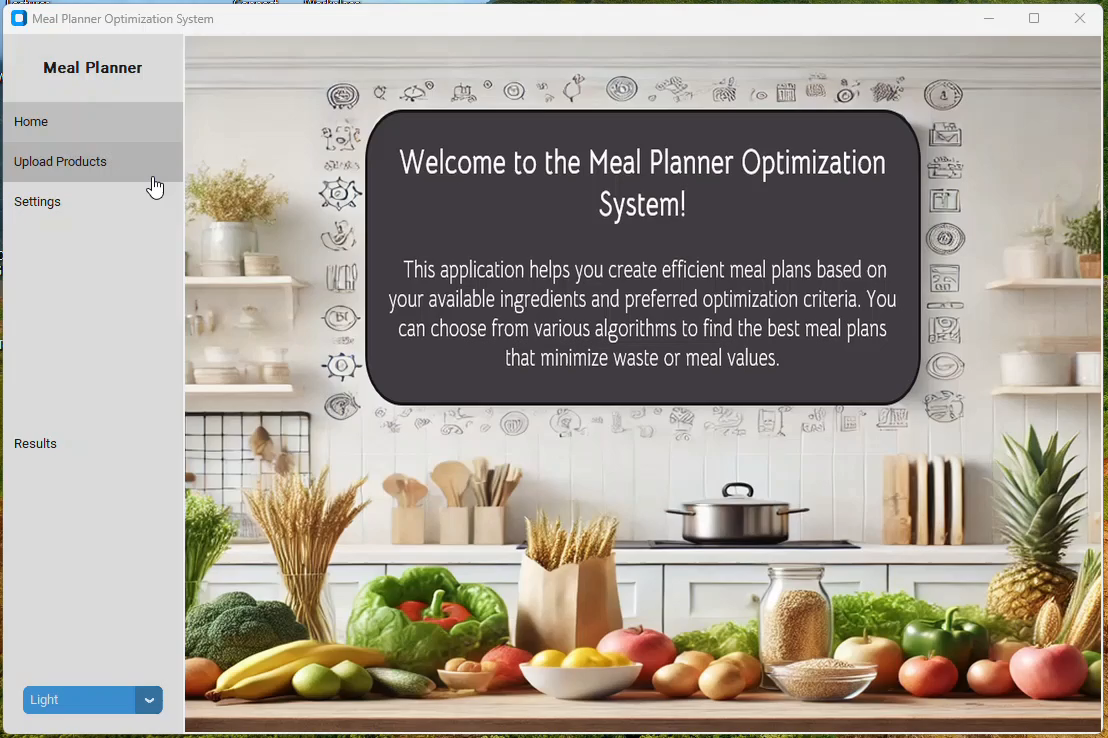 Meal Planner Optimization System
Meal Planner
Home
Upload Products
Settings
Results
Light
Welcome to the Meal Planner Optimization
System!
This application helps you create efficient meal plans based on
your available ingredients and preferred optimization criteria. You
can choose from various algorithms to find the best meal plans
that minimize waste or meal values.